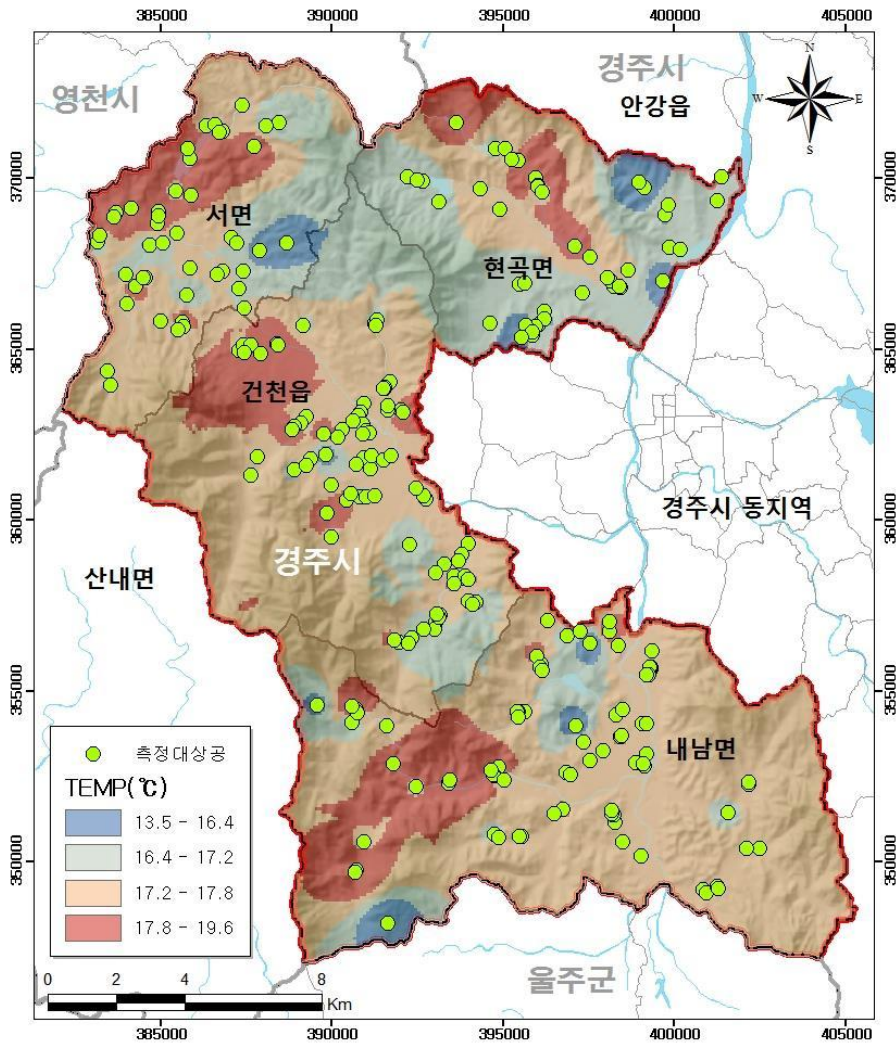 385000 390000 395000 400000 405000
N
W E
S
영천시
경주시
안강읍
370000 370000
서면
현곡면
365000 365000
건천읍
360000 360000
경주시 동지역
경주시
산내면
355000 355000
내남면
측정대상공
TEMP(℃)
13.5 - 16.4
16.4 - 17.2
17.2 - 17.8
17.8 - 19.6
350000 350000
울주군
0 2 4 8
Km
385000 390000 395000 400000 405000